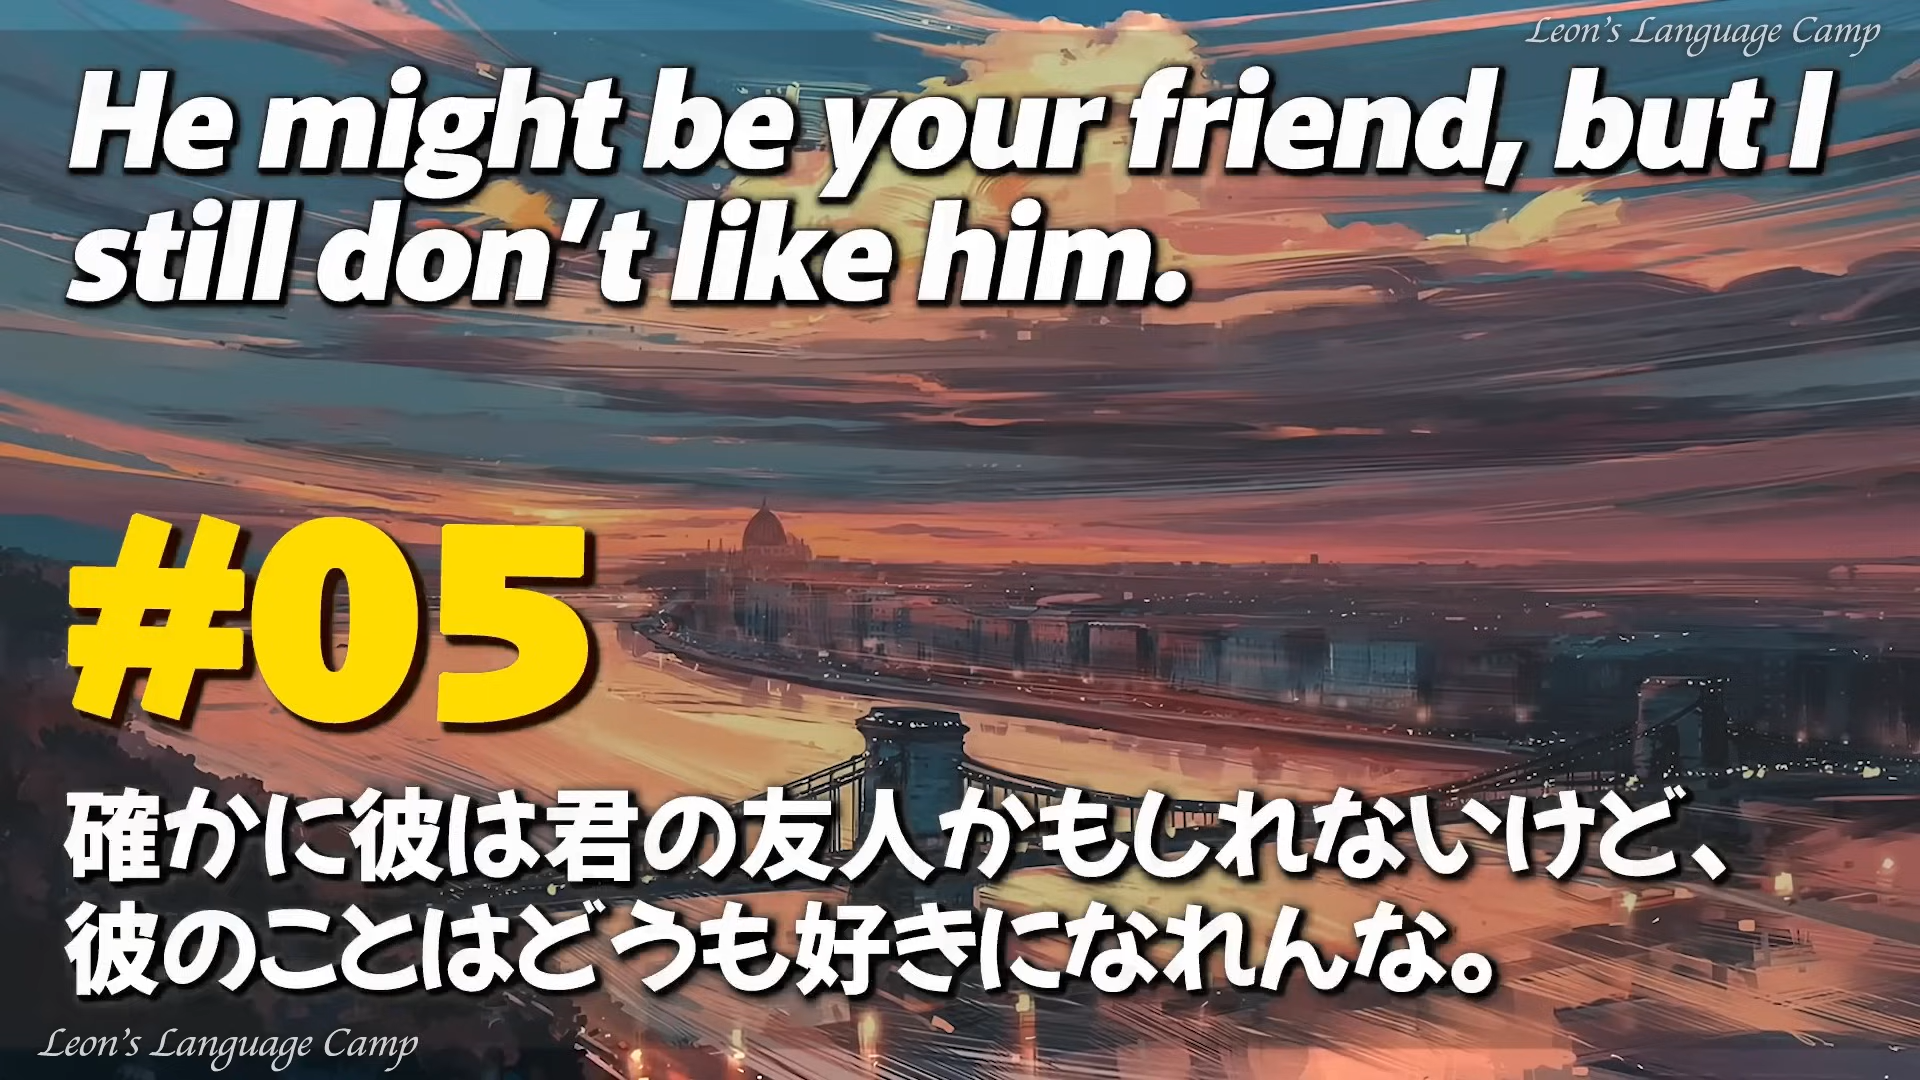 Leon's Language Camp
He might be your friend, but I
still don't like him.
#05
確かに彼は君の友人かもしれないけど、
彼のことはどうも好きになれんな。
Leon's Language Camp